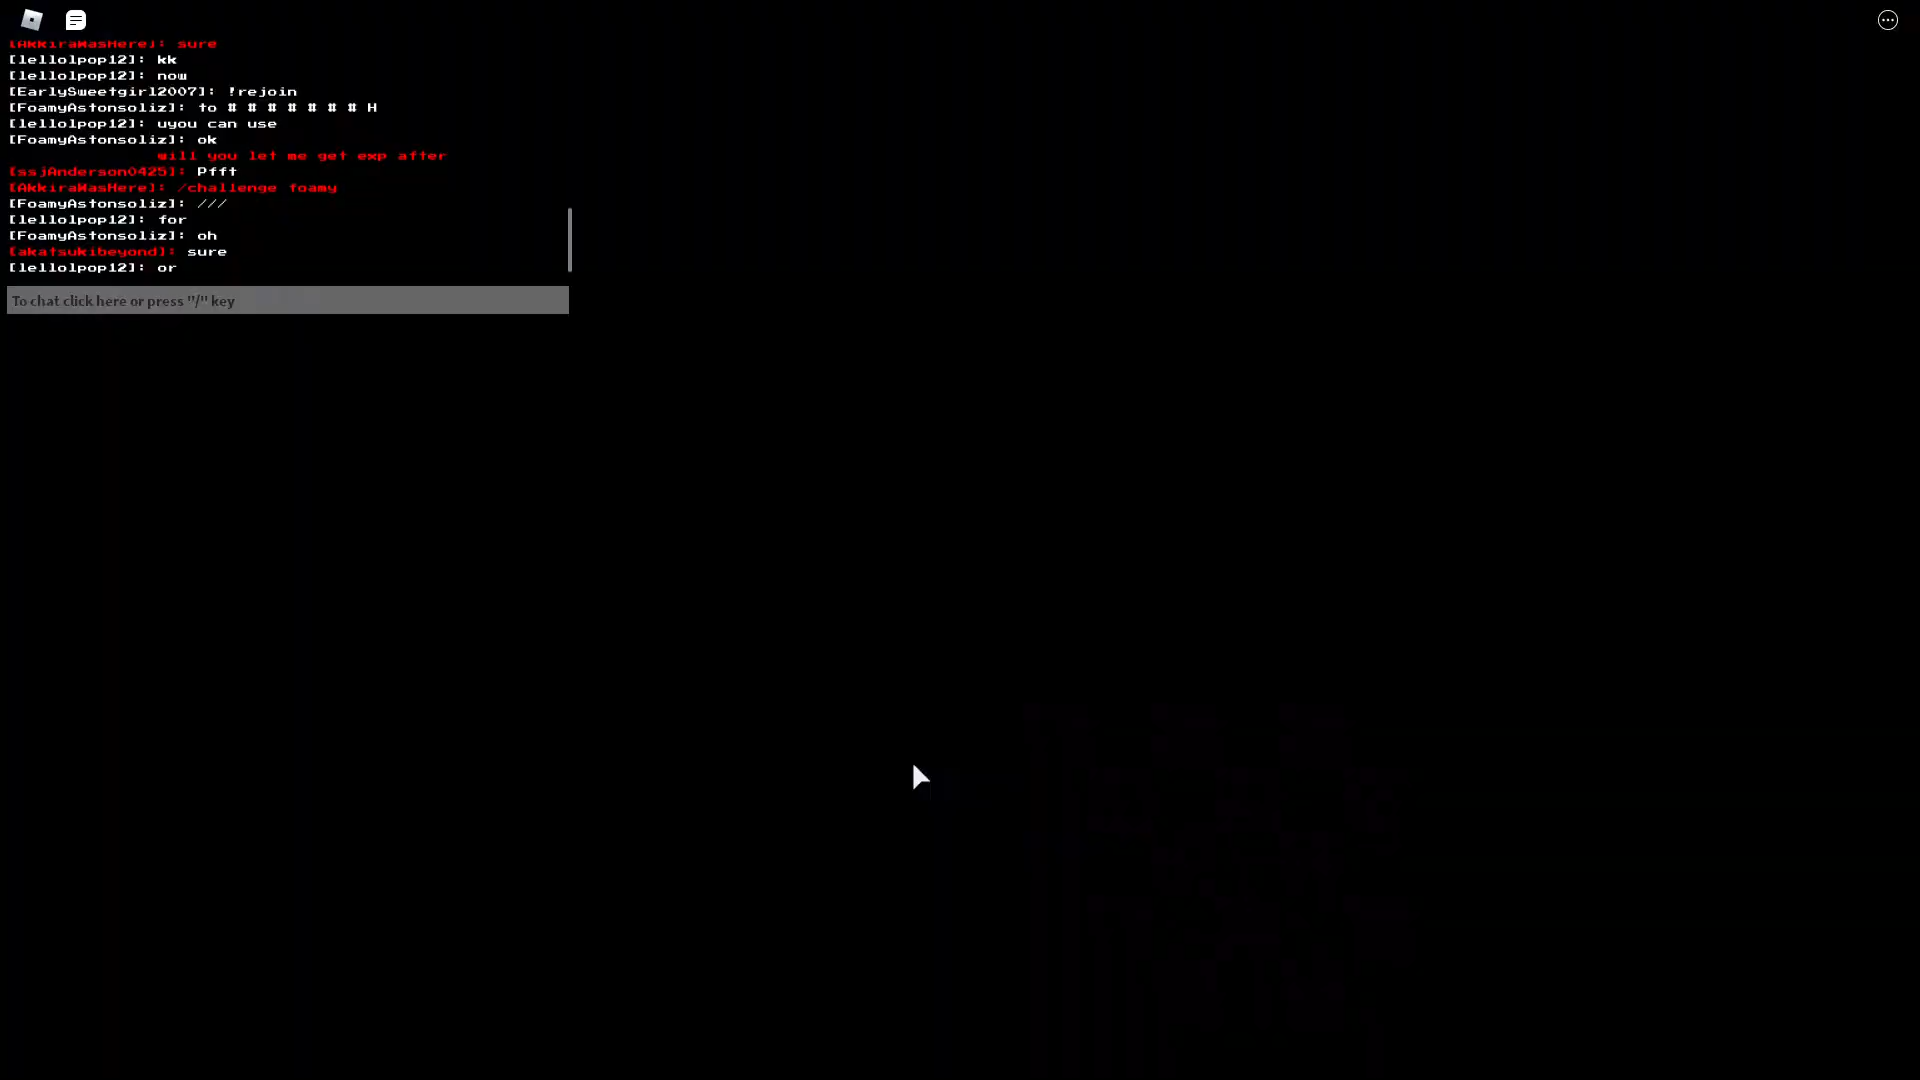 [AkkiraWasHere]: sure
[lellolpop12]: kk
[lellolpop12]: now
[EarlySweetgirl2007]: !rejoin
[FoamyAstonsoliz]: to # # # # # # # H
[lellolpop12]: uyou can use
[FoamyAstonsoliz]: ok
will you let me get exp after
[ssjAnderson0425]: Pfft
[AkkiraWasHere]: /challenge foamy
[FoamyAstonsoliz]: ///
[lellolpop12]: for
[FoamyAstonsoliz]: oh
[akatsukibeyond]: sure
[lellolpop12]: or
To chat click here or press "/" key